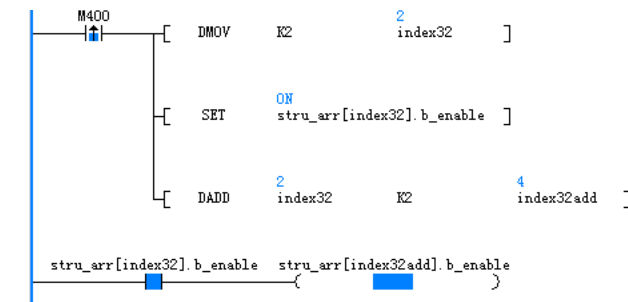 M400
2
DMOV K2 index32
ON
SET stru_arr[index32].b_enable
2 4
DADD index32 K2 index32add
stru_arr[index32].b_enable stru_arr[index32add].b_enable